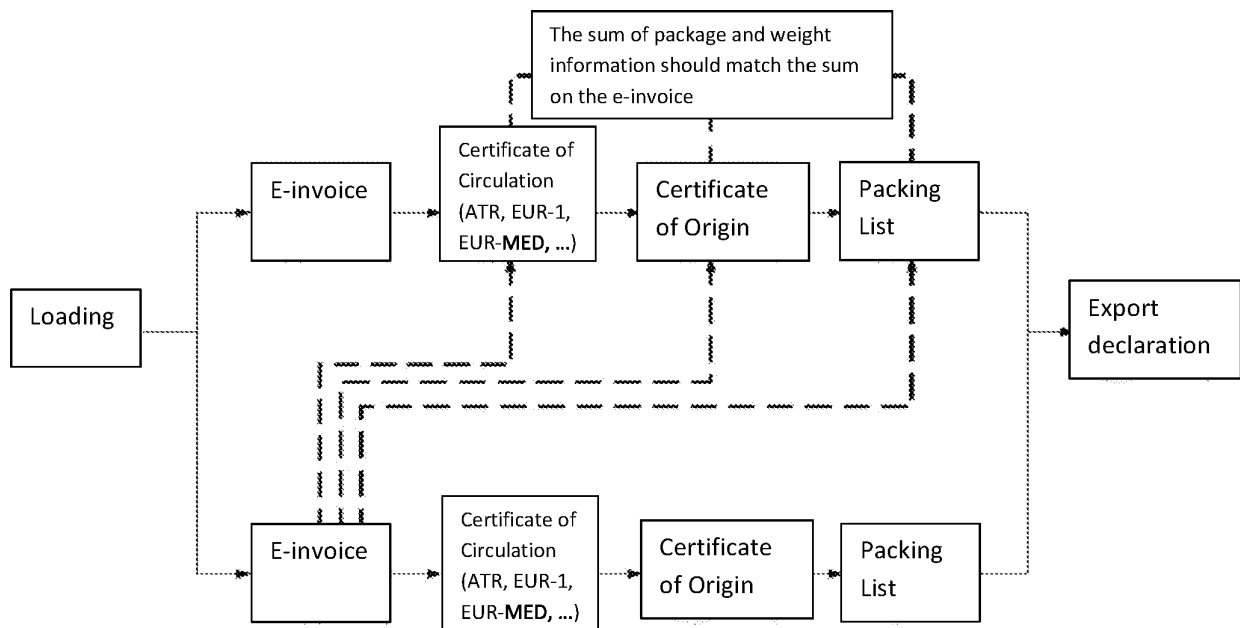 The sum of package and weight
information should match the sum
on the e-invoice
E-invoice
Certificate of
Circulation
(ATR, EUR-1,
EUR-MED, ...)
Certificate
of Origin
Packing
List
Loading
Export
declaration
E-invoice
Certificate of
Circulation
(ATR, EUR-1,
EUR-MED, ...)
Certificate
of Origin
Packing
List